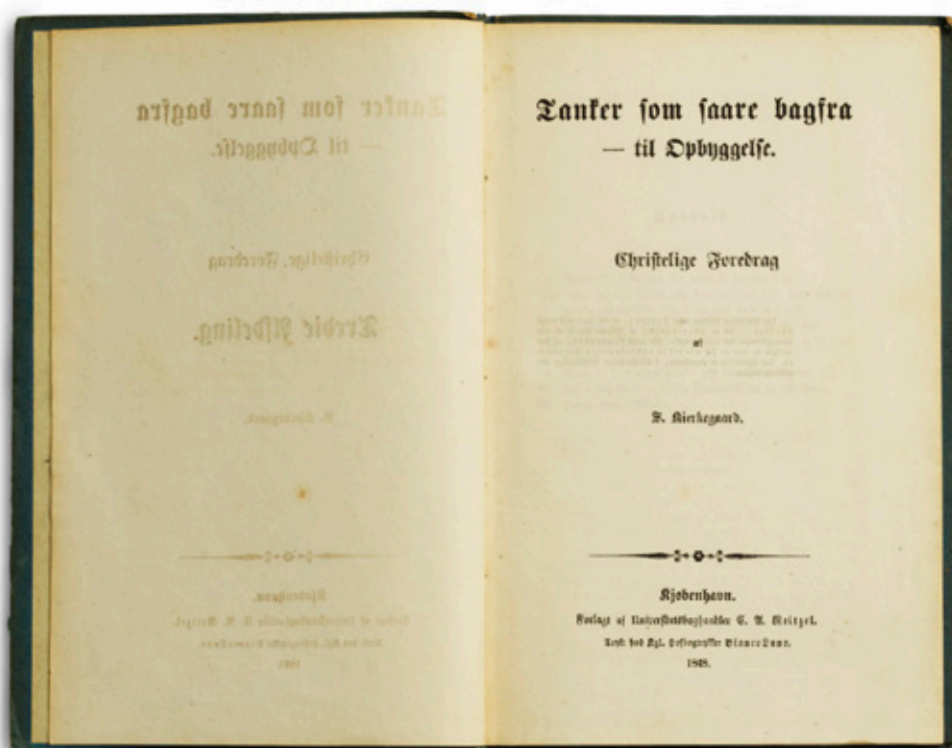 Tanker som saare bagfra
— til Opbyggelse.
Christelige Foredrag
af
S. Kierkegaard.
Kjøbenhavn.
Forlagt af Universitetsboghandler C. A. Reitzel.
Trykt hos Kgl. Hofbogtrykker Bianco Luno.
1848.